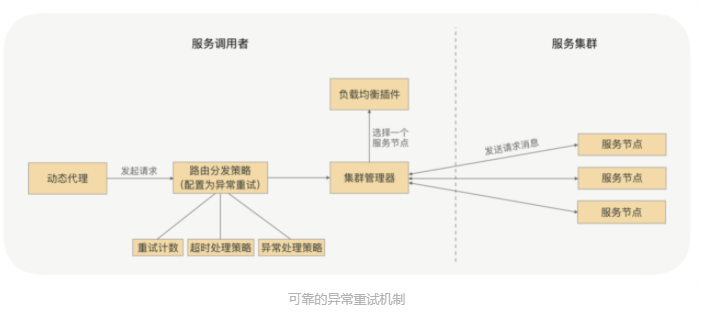 服务调用者
服务集群
负载均衡插件
选择一个
服务节点
发送请求消息
服务节点
动态代理
发起请求
路由分发策略
（配置为异常重试）
集群管理器
服务节点
服务节点
重试计数
超时处理策略
异常处理策略
可靠的异常重试机制